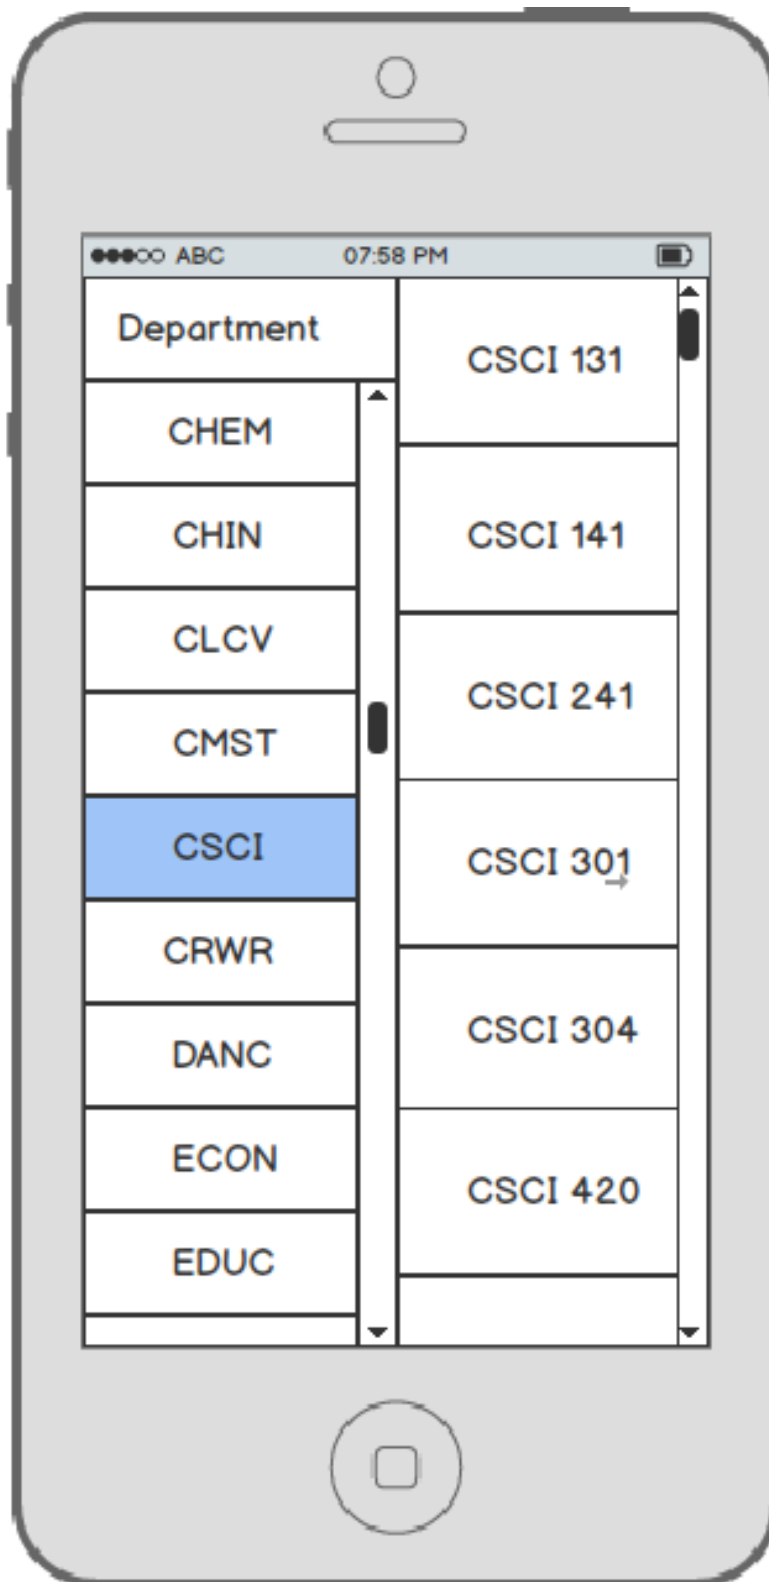 ABC 07:58 PM
Department
CHEM
CHIN
CLCV
CMST
CSCI
CRWR
DANC
ECON
EDUC
CSCI 131
CSCI 141
CSCI 241
CSCI 301
CSCI 304
CSCI 420